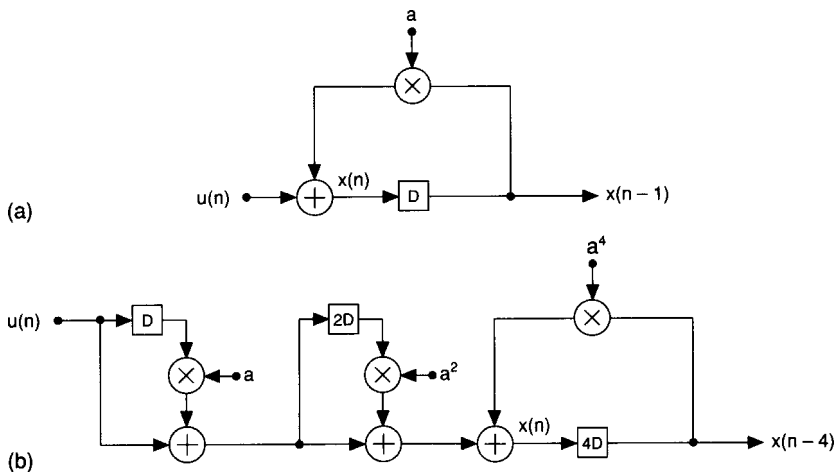 a
×
+
u(n)
x(n)
D
x(n − 1)
(a)
a⁴
u(n)
D
2D
×
×
a
×
a²
+
+
+
x(n)
4D
x(n − 4)
(b)